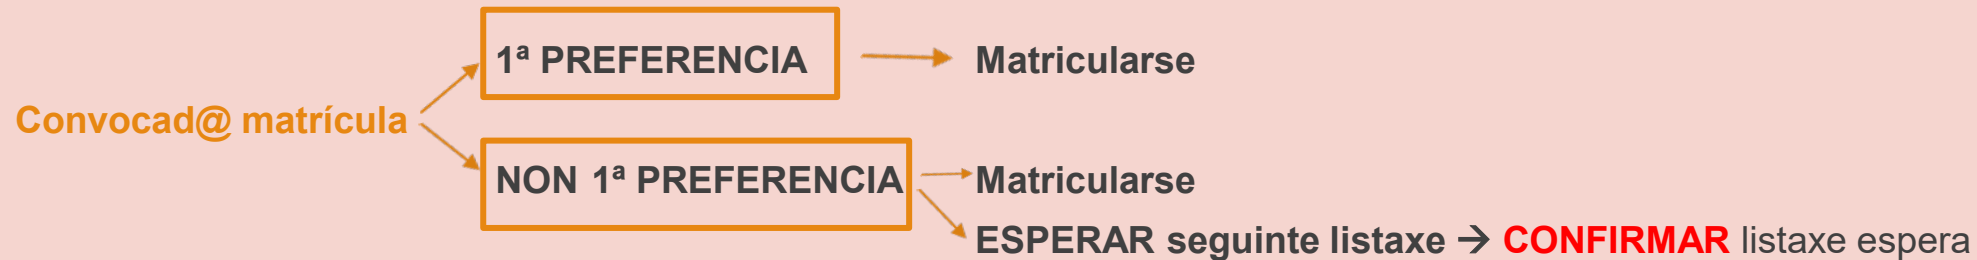 1ª PREFERENCIA → Matricularse
Convocad@ matrícula
NON 1ª PREFERENCIA Matricularse
ESPERAR seguinte listaxe → CONFIRMAR listaxe espera